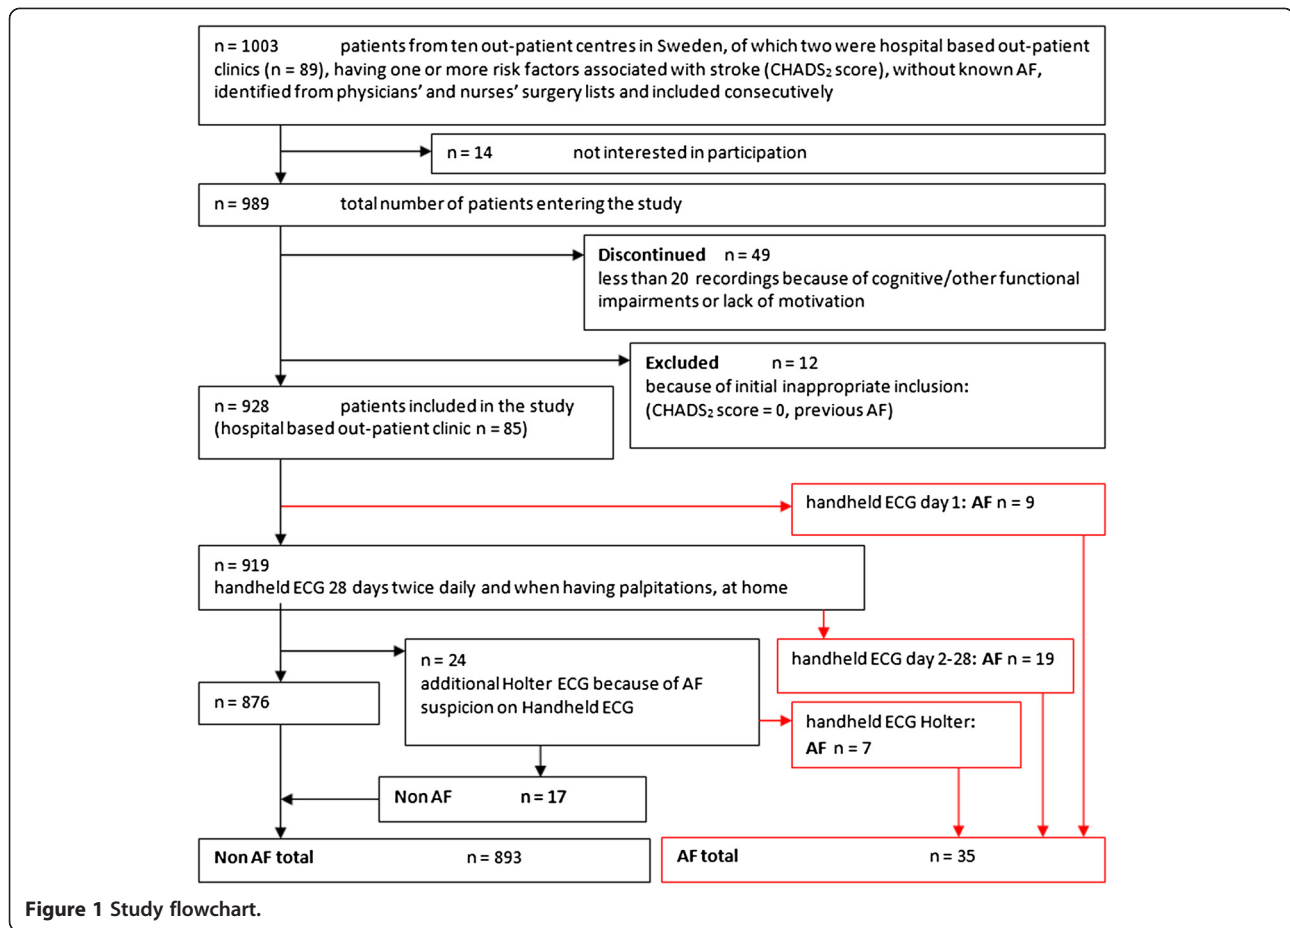 n = 1003 patients from ten out-patient centres in Sweden, of which two were hospital based out-patient
clinics (n = 89), having one or more risk factors associated with stroke (CHADS₂ score), without known AF,
identified from physicians’ and nurses’ surgery lists and included consecutively
n = 14 not interested in participation
n = 989 total number of patients entering the study
Discontinued n = 49
less than 20 recordings because of cognitive/other functional
impairments or lack of motivation
Excluded n = 12
because of initial inappropriate inclusion:
(CHADS₂ score = 0, previous AF)
n = 928 patients included in the study
(hospital based out-patient clinic n = 85)
handheld ECG day 1: AF n = 9
n = 919
handheld ECG 28 days twice daily and when having palpitations, at home
handheld ECG day 2-28: AF n = 19
n = 24
additional Holter ECG because of AF
suspicion on Handheld ECG
n = 876
handheld ECG Holter:
AF n = 7
Non AF n = 17
Non AF total n = 893
AF total n = 35
Figure 1 Study flowchart.